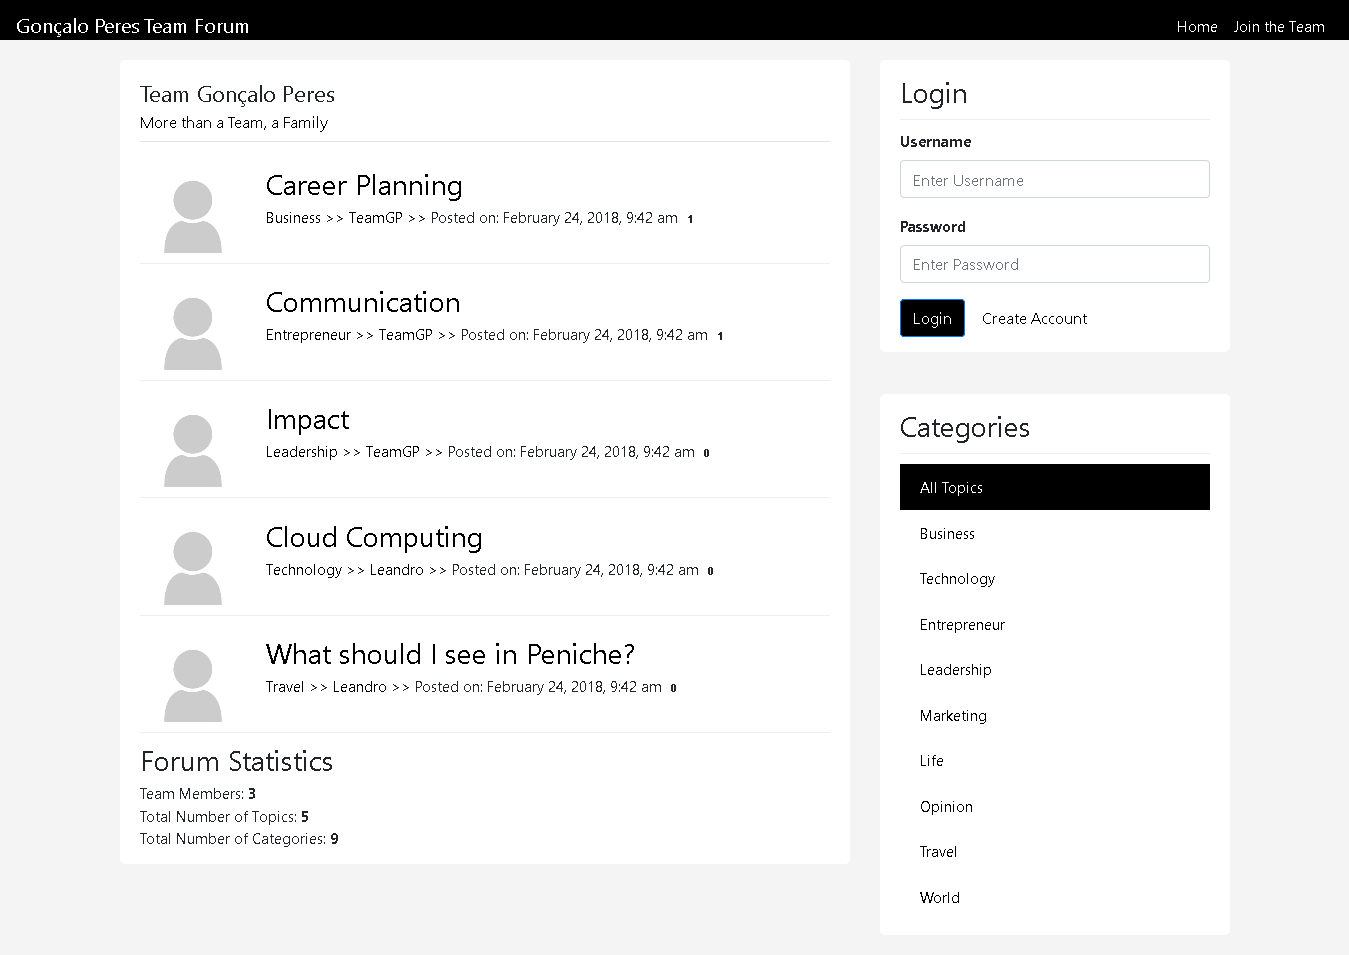 Gonçalo Peres Team Forum
Home Join the Team
Team Gonçalo Peres
More than a Team, a Family
Career Planning
Business >> TeamGP >> Posted on: February 24, 2018, 9:42 am 1
Communication
Entrepreneur >> TeamGP >> Posted on: February 24, 2018, 9:42 am 1
Impact
Leadership >> TeamGP >> Posted on: February 24, 2018, 9:42 am 0
Cloud Computing
Technology >> Leandro >> Posted on: February 24, 2018, 9:42 am 0
What should I see in Peniche?
Travel >> Leandro >> Posted on: February 24, 2018, 9:42 am 0
Forum Statistics
Team Members: 3
Total Number of Topics: 5
Total Number of Categories: 9
Login
Username
Enter Username
Password
Enter Password
Login Create Account
Categories
All Topics
Business
Technology
Entrepreneur
Leadership
Marketing
Life
Opinion
Travel
World